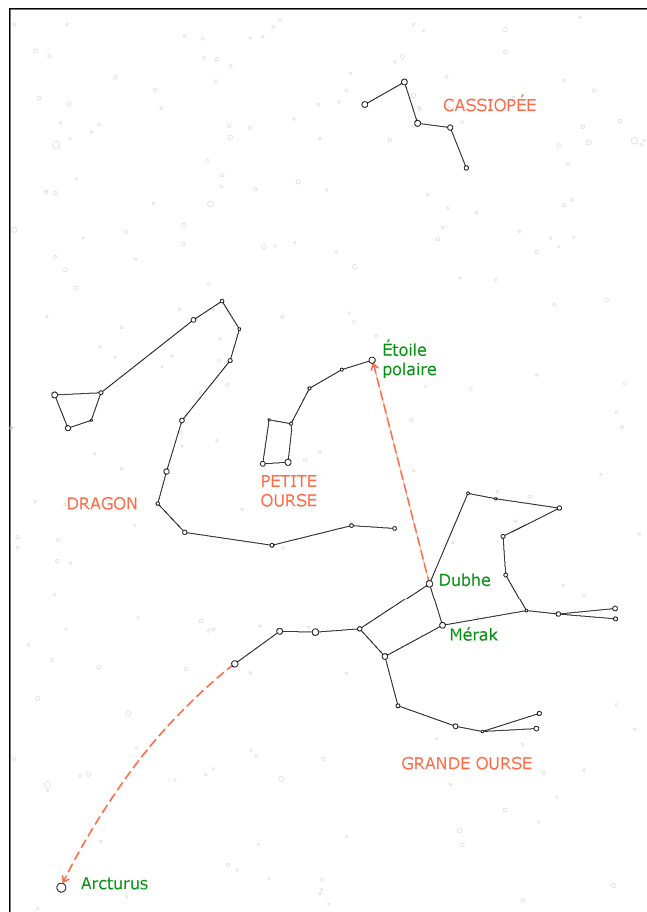 CASSIOPÉE
Étoile
polaire
PETITE
OURSE
DRAGON
Dubhe
Mérak
GRANDE OURSE
Arcturus